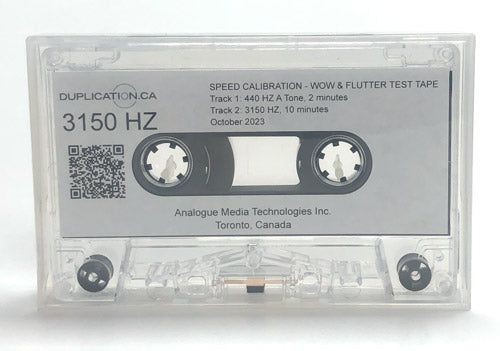 DUPLICATION.CA
3150 HZ
SPEED CALIBRATION - WOW & FLUTTER TEST TAPE
Track 1: 440 HZ A Tone, 2 minutes
Track 2: 3150 HZ, 10 minutes
October 2023
Analogue Media Technologies Inc.
Toronto, Canada